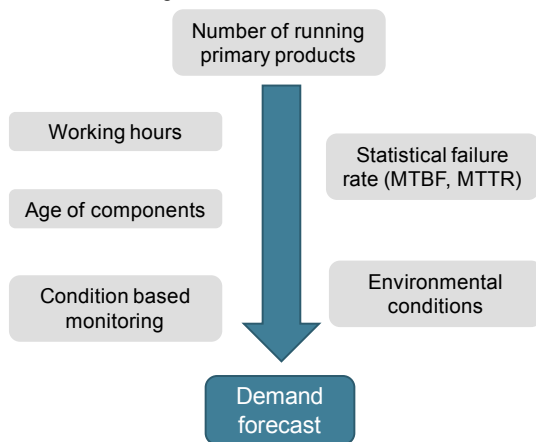 Number of running
primary products
Working hours
Statistical failure
rate (MTBF, MTTR)
Age of components
Condition based
monitoring
Environmental
conditions
Demand
forecast